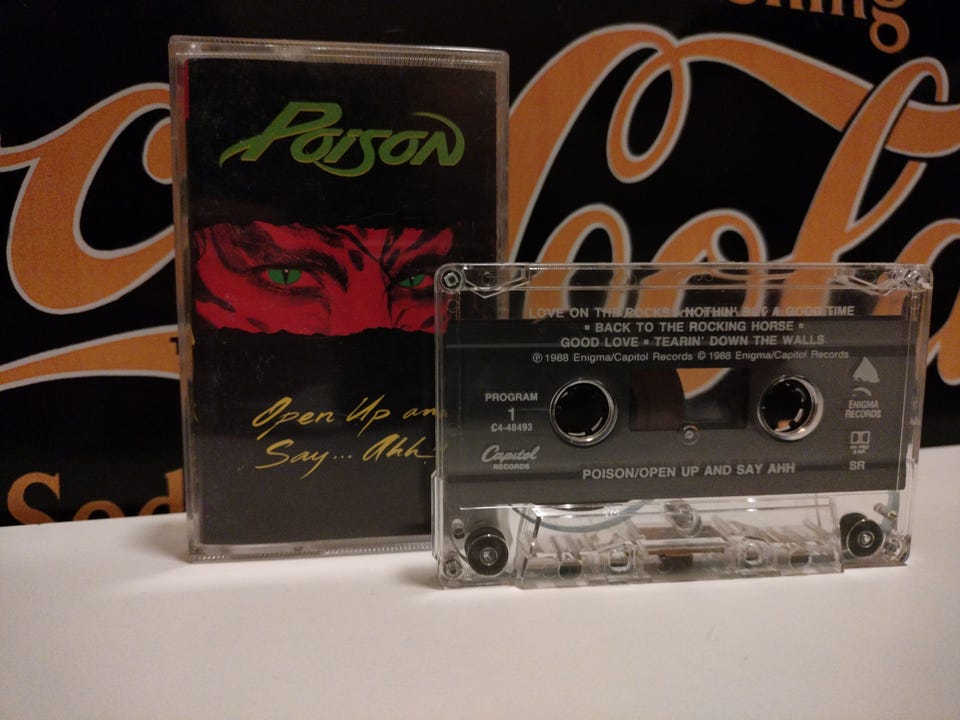 Poison
Open Up an
Say... Ahh!
LOVE ON THE ROCKS ▪ NOTHIN' BUT A GOOD TIME
▪ BACK TO THE ROCKING HORSE ▪
GOOD LOVE ▪ TEARIN' DOWN THE WALLS
℗ 1988 Enigma/Capitol Records © 1988 Enigma/Capitol Records
PROGRAM
1
C4-48493
Capitol
RECORDS
ENIGMA
RECORDS
SR
POISON/OPEN UP AND SAY AHH